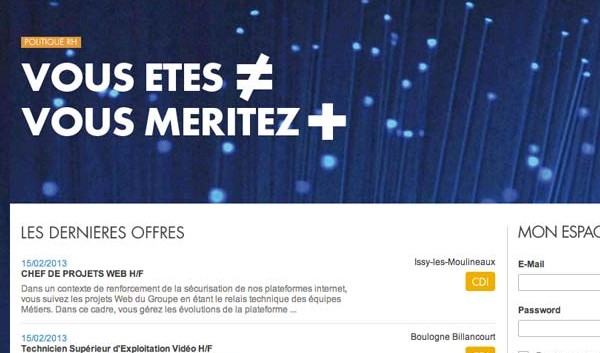 POLITIQUE RH
VOUS ETES ≠
VOUS MERITEZ +
LES DERNIÈRES OFFRES
15/02/2013
Issy-les-Moulineaux
CHEF DE PROJETS WEB H/F
CDI
Dans un contexte de renforcement de la sécurisation de nos plateformes internet,
vous suivez les projets Web du Groupe en étant le relais technique des équipes
Métiers. Dans ce cadre, vous gérez les évolutions de la plateforme ...
15/02/2013
Boulogne Billancourt
Technicien Supérieur d'Exploitation Vidéo H/F
MON ESPAC
E-Mail
Password